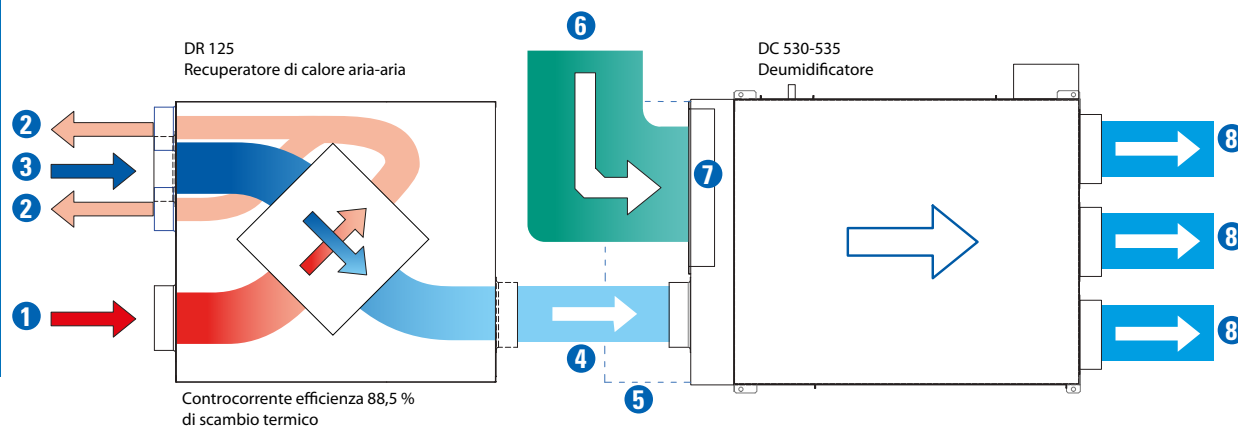 6
DR 125
Recuperatore di calore aria-aria
DC 530-535
Deumidificatore
2
3
2
7
8
8
1
4
8
5
Controcorrente efficienza 88,5 %
di scambio termico